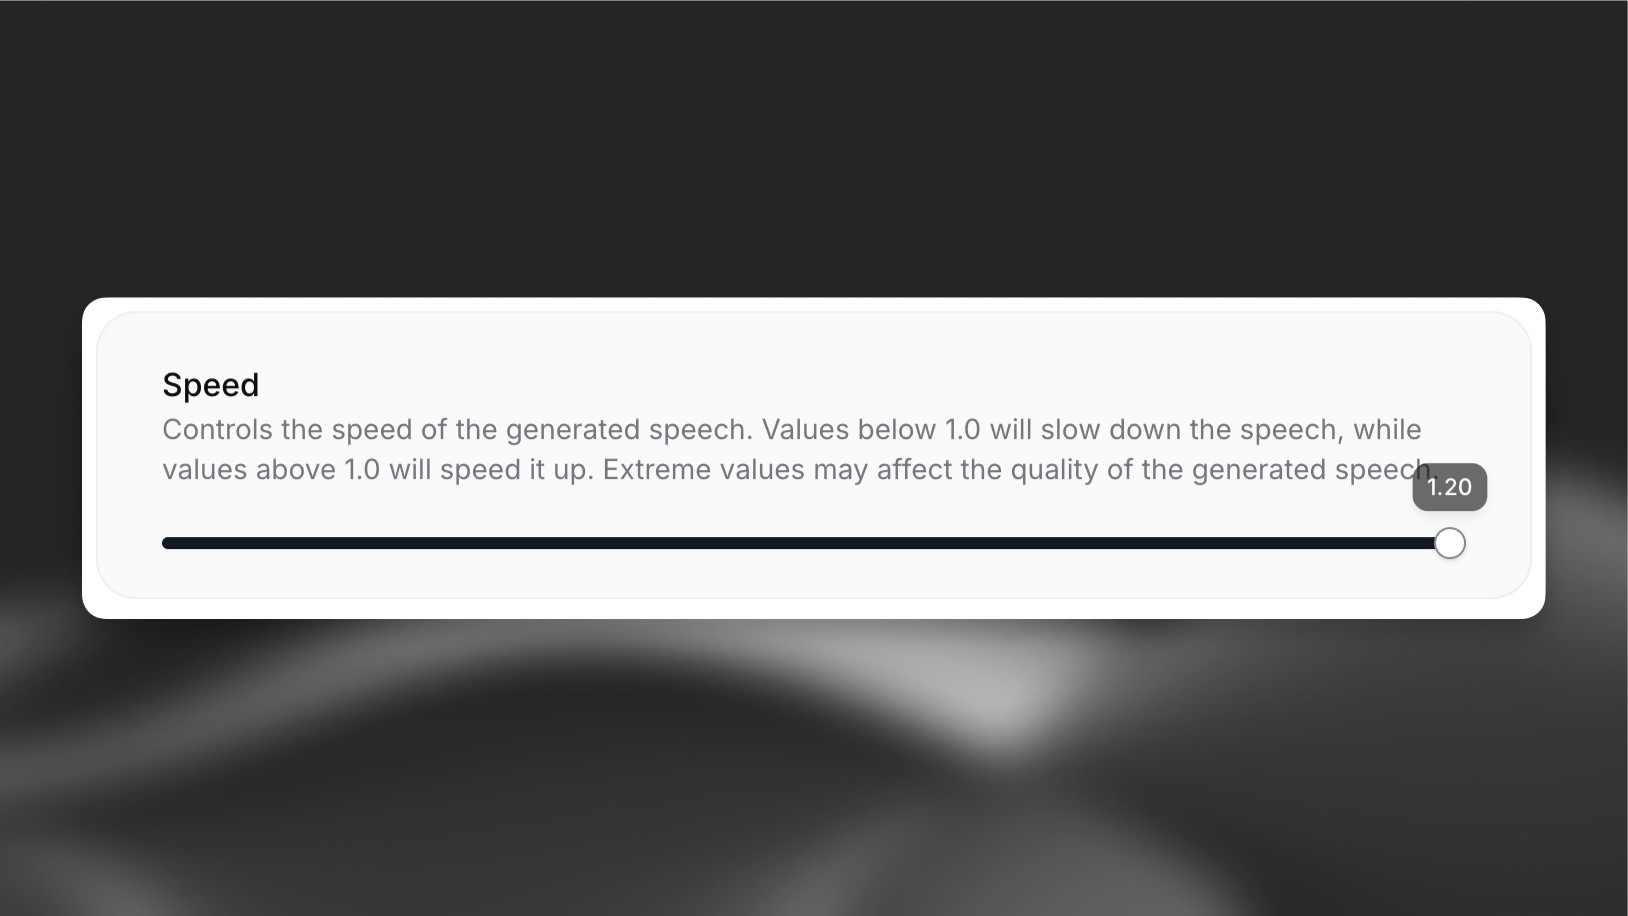 Speed
Controls the speed of the generated speech. Values below 1.0 will slow down the speech, while
values above 1.0 will speed it up. Extreme values may affect the quality of the generated speech.
1.20